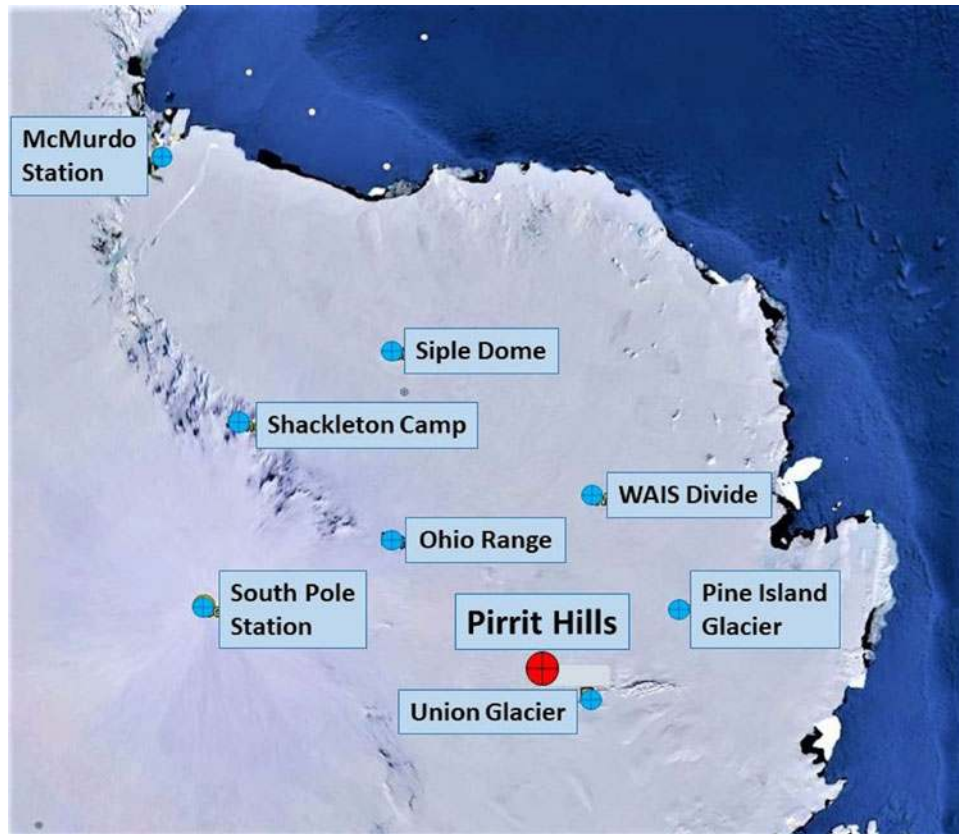 McMurdo
Station
Siple Dome
Shackleton Camp
WAIS Divide
Ohio Range
South Pole
Station
Pirrit Hills
Pine Island
Glacier
Union Glacier